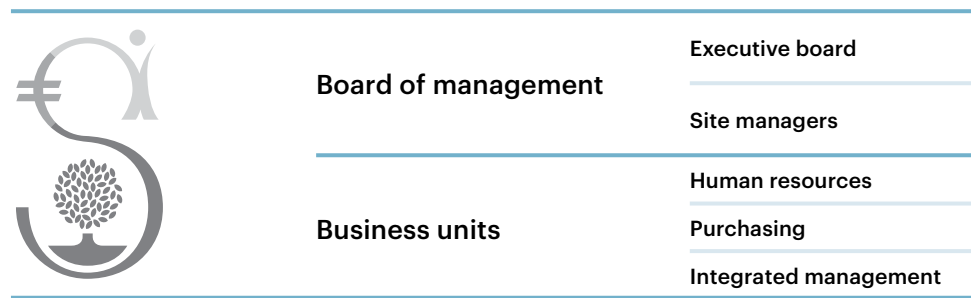 Board of management
Executive board
Site managers
Business units
Human resources
Purchasing
Integrated management